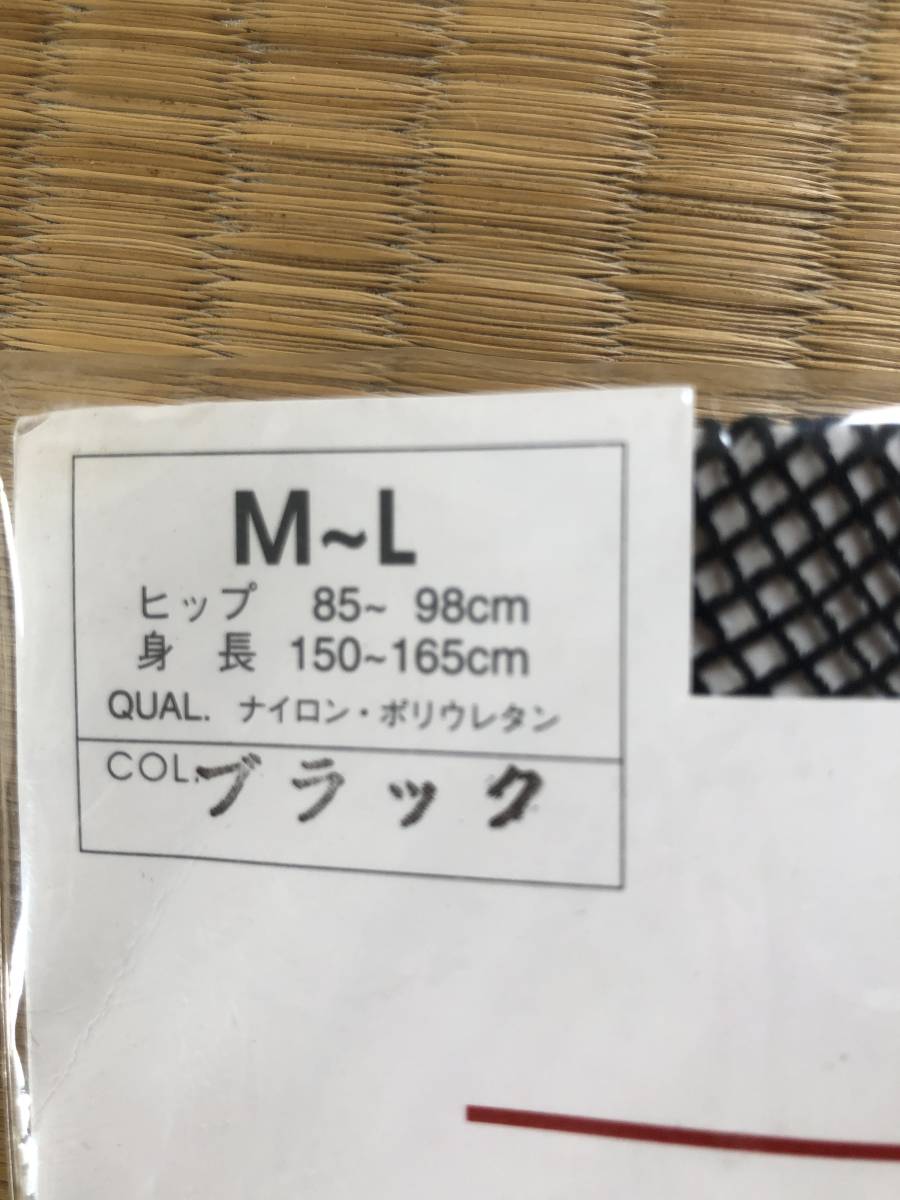 M~L
ヒップ 85~ 98cm
身 長 150~165cm
QUAL. ナイロン・ポリウレタン
COL.ブラック